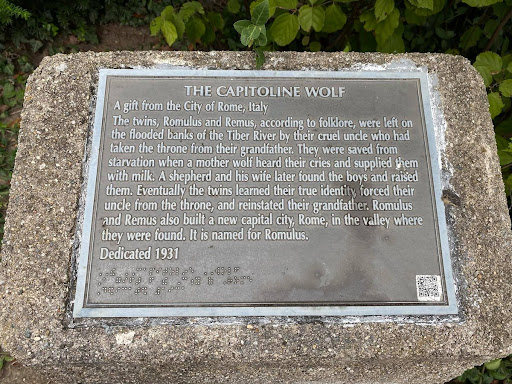 THE CAPITOLINE WOLF
A gift from the City of Rome, Italy
The twins, Romulus and Remus, according to folklore, were left on
the flooded banks of the Tiber River by their cruel uncle who had
taken the throne from their grandfather. They were saved from
starvation when a mother wolf heard their cries and supplied them
with milk. A shepherd and his wife later found the boys and raised
them. Eventually the twins learned their true identity, forced their
uncle from the throne, and reinstated their grandfather. Romulus
and Remus also built a new capital city, Rome, in the valley where
they were found. It is named for Romulus.
Dedicated 1931